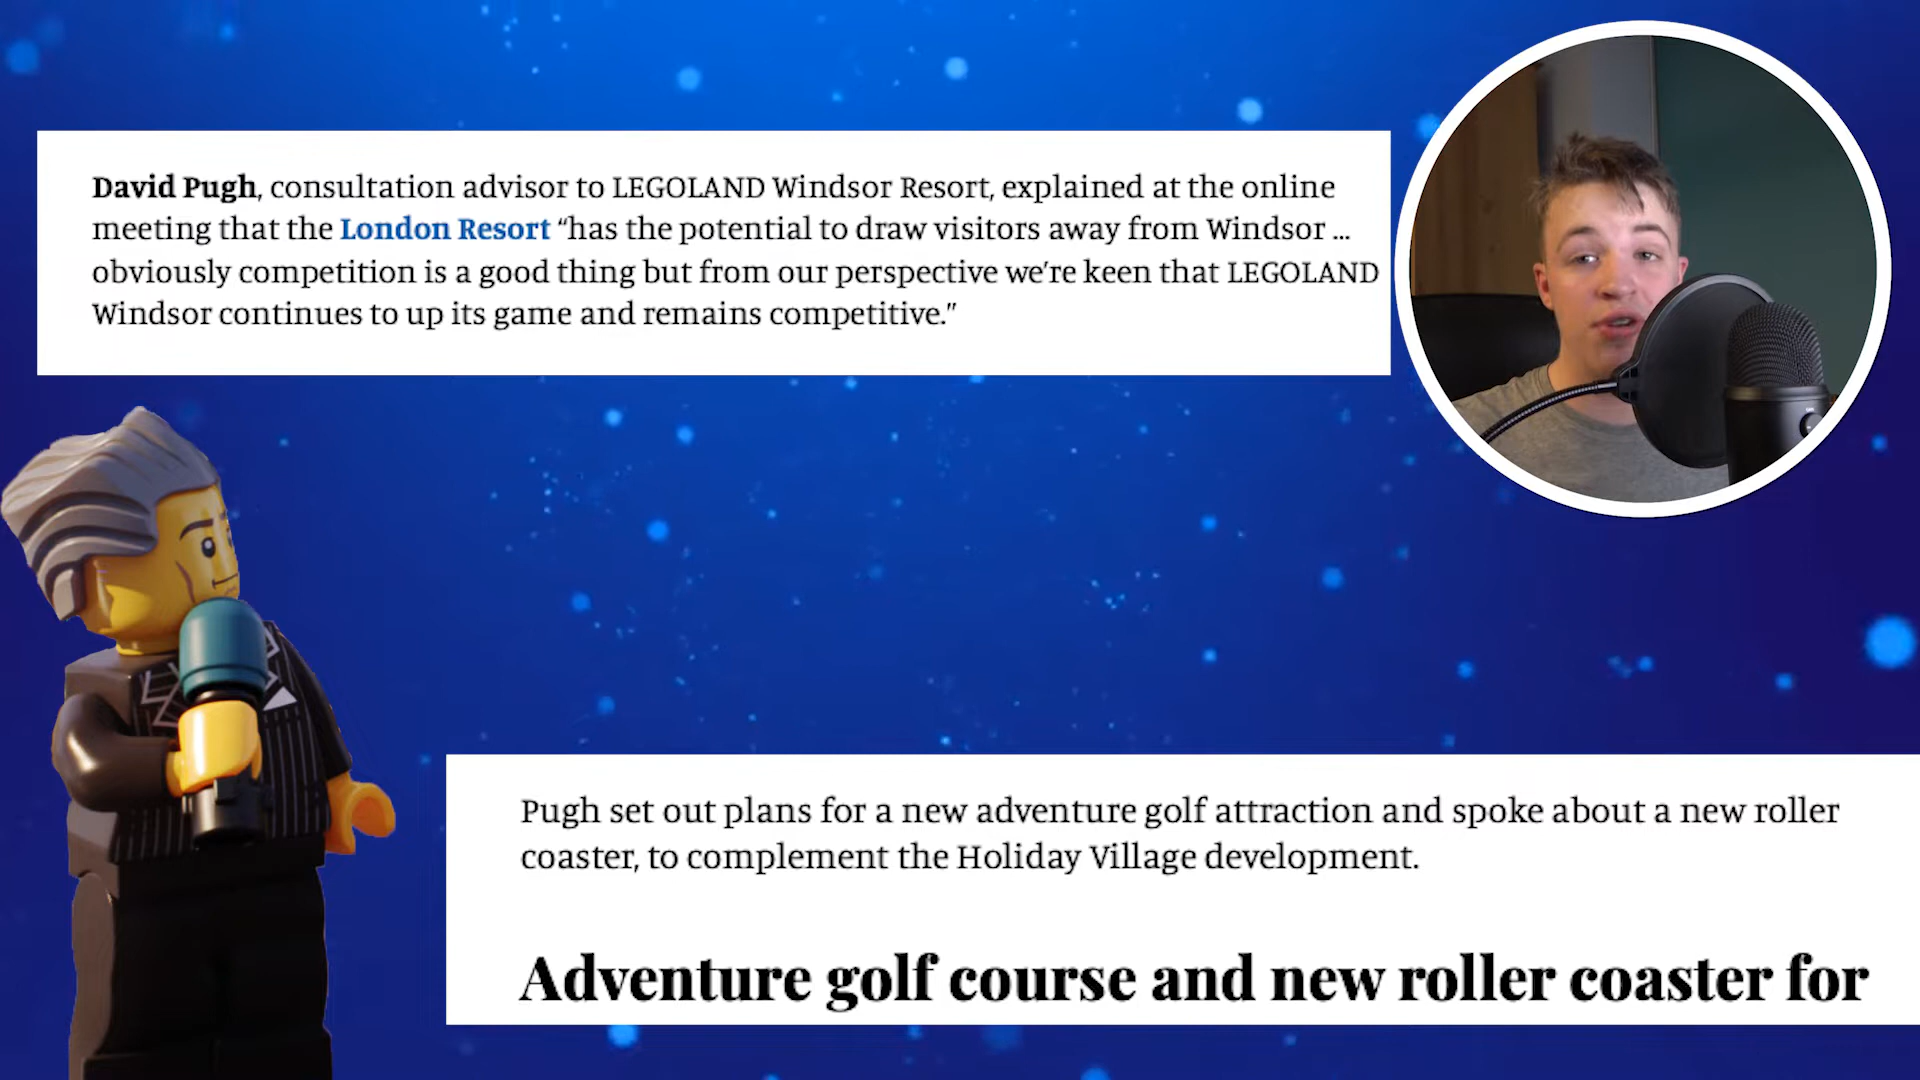 David Pugh, consultation advisor to LEGOLAND Windsor Resort, explained at the online
meeting that the London Resort “has the potential to draw visitors away from Windsor ...
obviously competition is a good thing but from our perspective we’re keen that LEGOLAND
Windsor continues to up its game and remains competitive.”
Pugh set out plans for a new adventure golf attraction and spoke about a new roller
coaster, to complement the Holiday Village development.
Adventure golf course and new roller coaster for